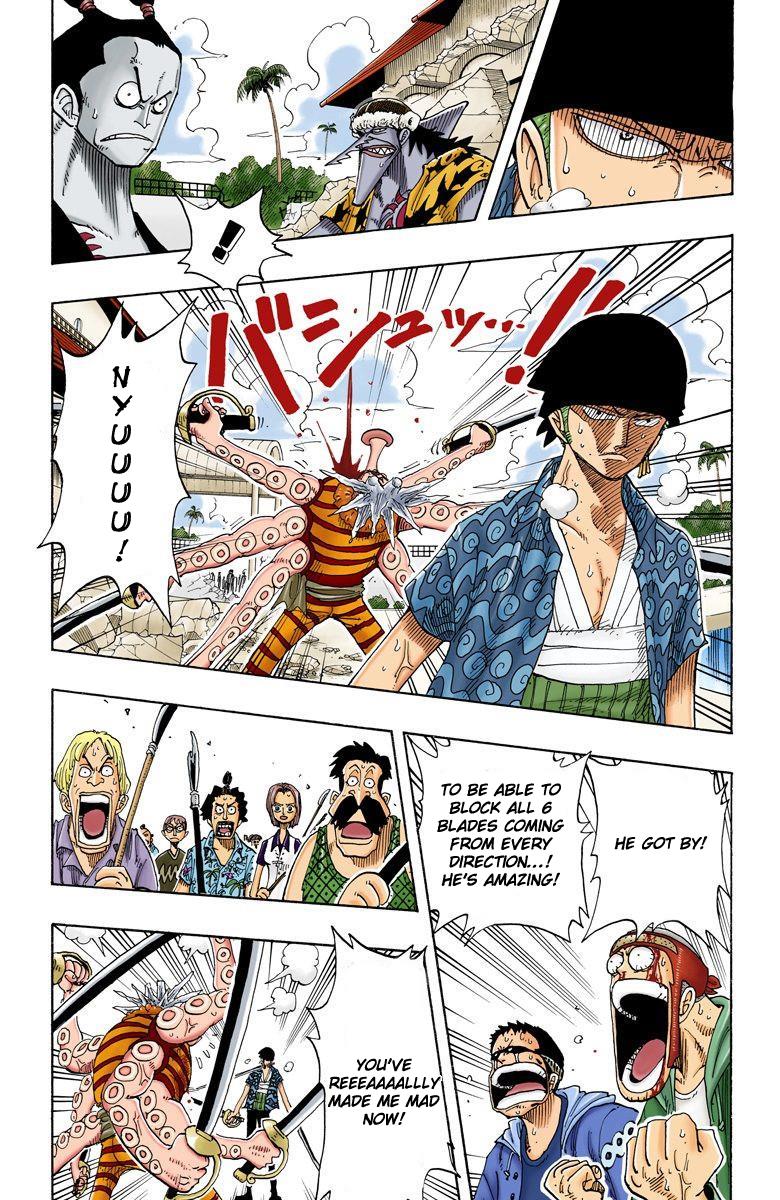 !
バシュッ…!!
NYUUUUU!
HE GOT BY!
TO BE ABLE TO
BLOCK ALL 6
BLADES COMING
FROM EVERY
DIRECTION...!
HE'S AMAZING!
YOU'VE
REEEAAAALLLY
MADE ME MAD
NOW!